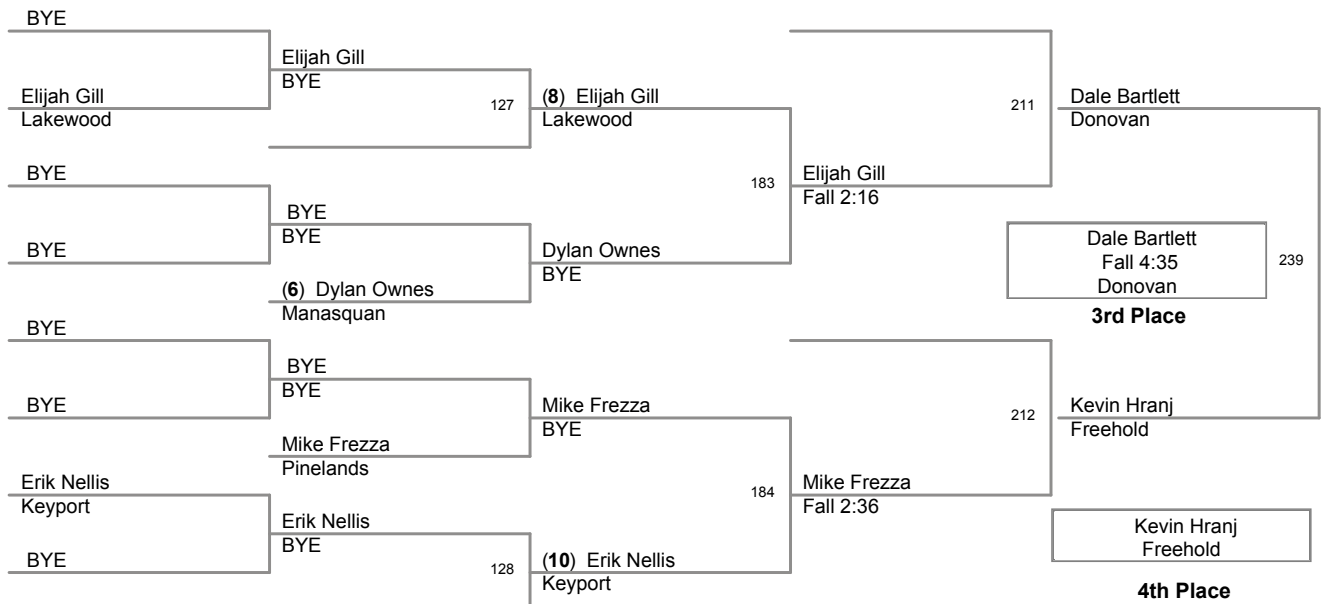 BYE
Elijah Gill
BYE
Elijah Gill
Lakewood
127
(8) Elijah Gill
Lakewood
211
Dale Bartlett
Donovan
BYE
183
Elijah Gill
Fall 2:16
BYE
BYE
BYE
Dylan Ownes
BYE
Dale Bartlett
Fall 4:35
Donovan
239
(6) Dylan Ownes
Manasquan
3rd Place
BYE
BYE
BYE
BYE
Mike Frezza
BYE
212
Kevin Hranj
Freehold
Mike Frezza
Pinelands
Erik Nellis
Keyport
184
Mike Frezza
Fall 2:36
Erik Nellis
BYE
Kevin Hranj
Freehold
BYE
128
(10) Erik Nellis
Keyport
4th Place